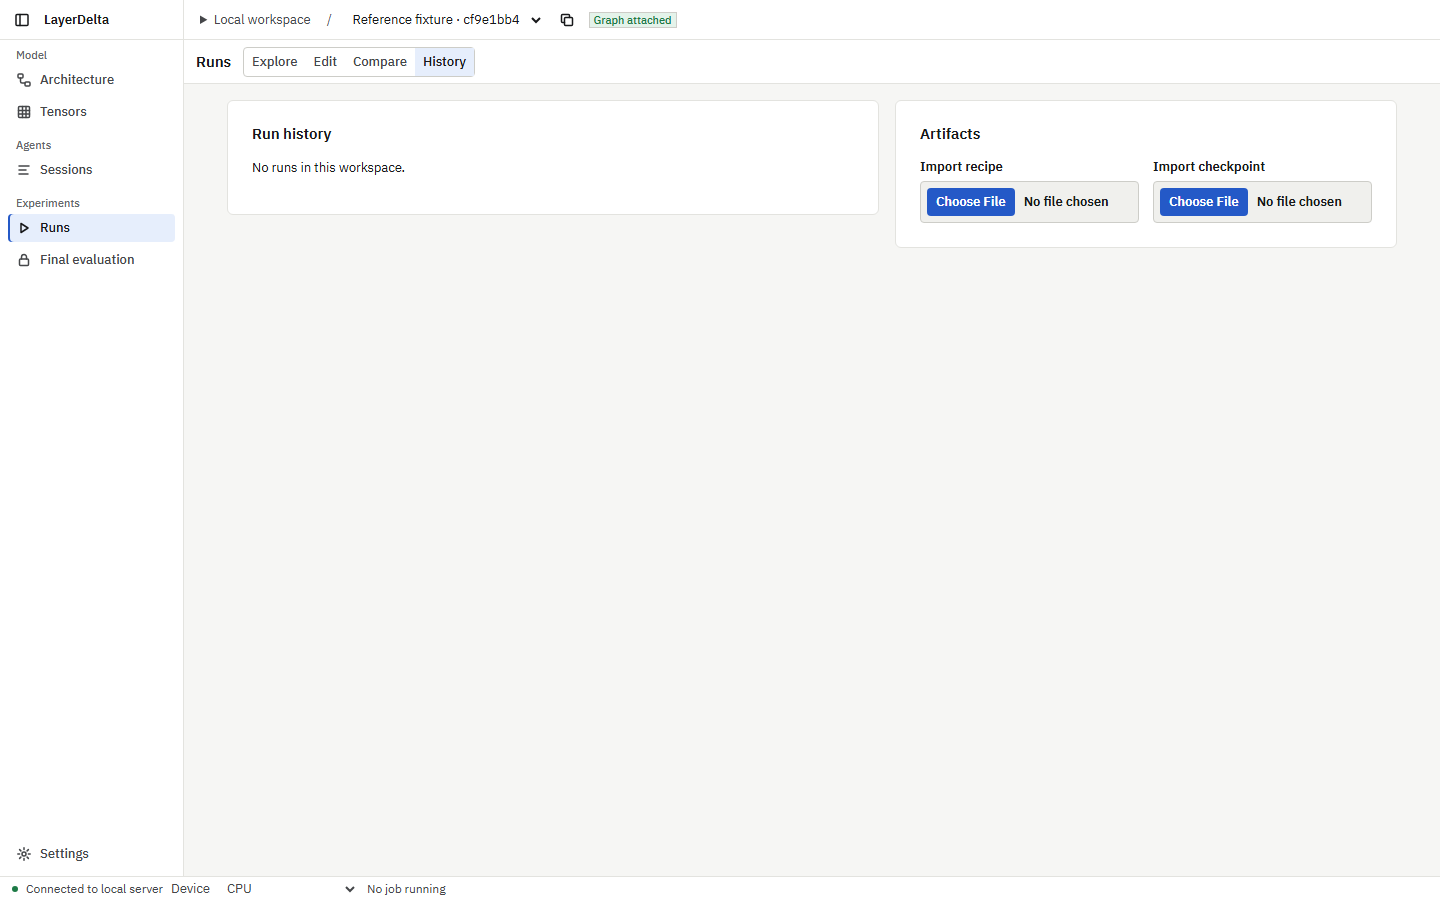 LayerDelta
Local workspace / Reference fixture · cf9e1bb4 Graph attached
Model
Architecture
Tensors
Agents
Sessions
Experiments
Runs
Final evaluation
Settings
Runs Explore Edit Compare History
Run history
No runs in this workspace.
Artifacts
Import recipe
Choose File No file chosen
Import checkpoint
Choose File No file chosen
Connected to local server Device CPU No job running